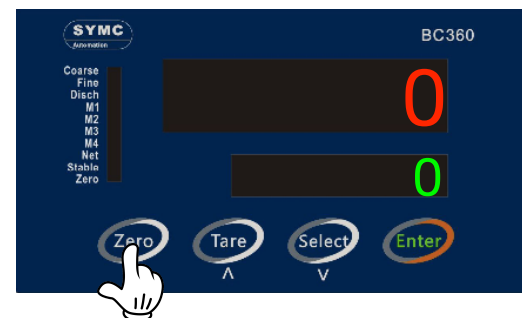 SYMC
Automation
BC360
Coarse
Fine
Disch
M1
M2
M3
M4
Net
Stable
Zero
0
0
Zero Tare Select Enter
Λ V